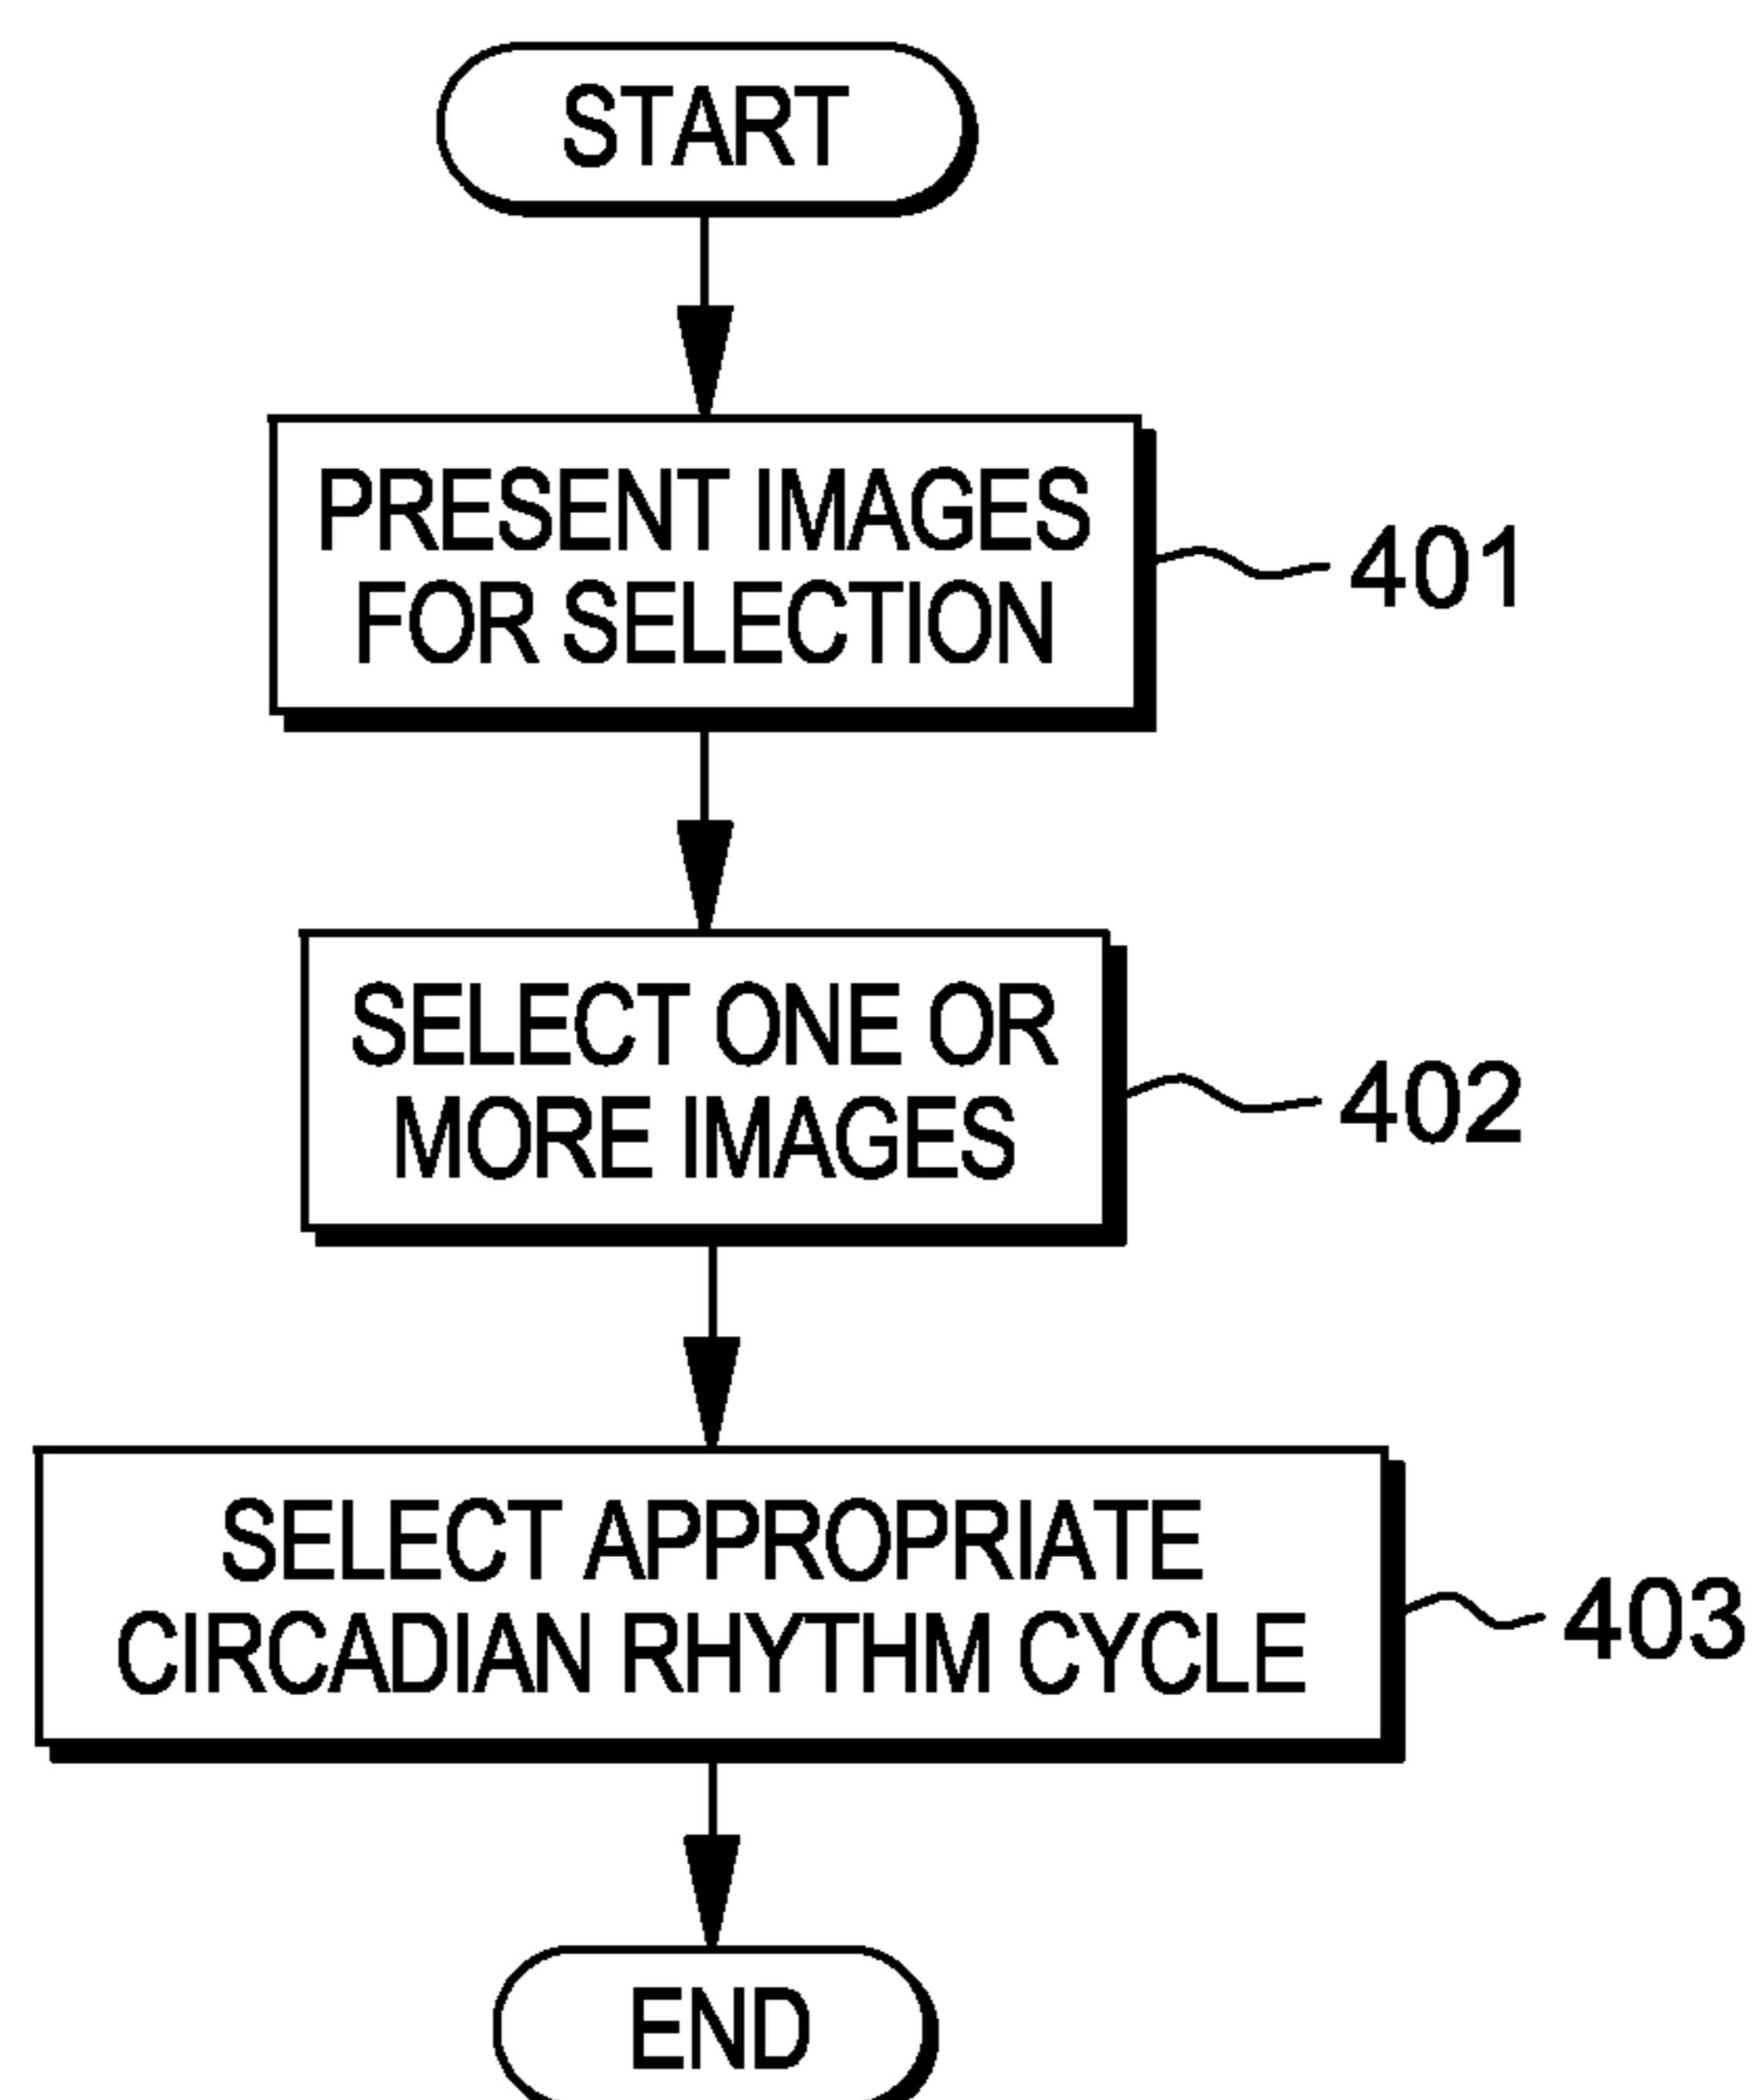 START
PRESENT IMAGES
FOR SELECTION
401
SELECT ONE OR
MORE IMAGES
402
SELECT APPROPRIATE
CIRCADIAN RHYTHM CYCLE
403
END